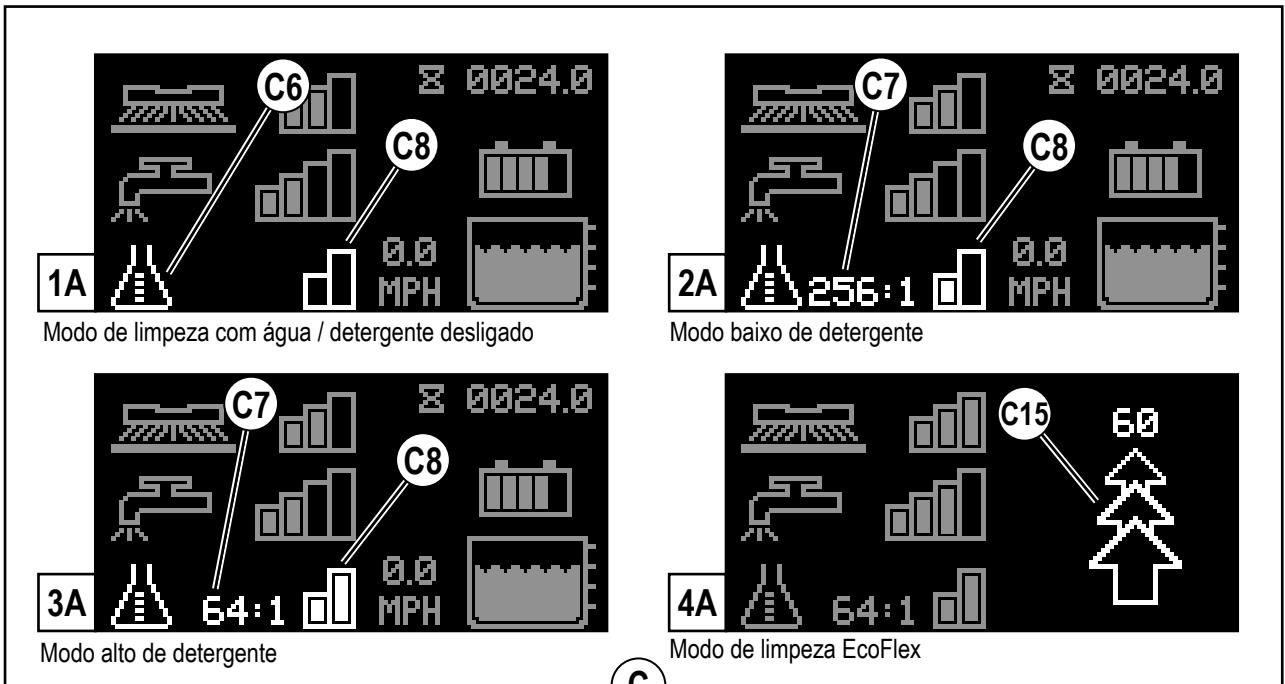 C6
0024.0
C8
0.0
MPH
1A
Modo de limpeza com água / detergente desligado
C7
0024.0
C8
0.0
MPH
2A
256:1
Modo baixo de detergente
C7
0024.0
C8
0.0
MPH
3A
64:1
Modo alto de detergente
C15
60
4A
64:1
Modo de limpeza EcoFlex
C